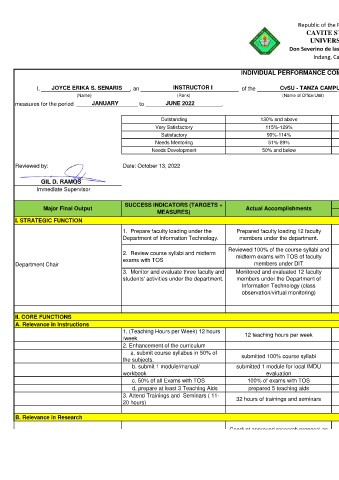 Republic of the
CAVITE
UNIVERS
Don Severino de las
Indang, Ca
INDIVIDUAL PERFORMANCE COM
I, JOYCE ERIKA S. SENARIS, an INSTRUCTOR I of the CvSU - TANZA CAMPU
(Name) (Rank) (Name or Office/Unit)
measures for the period JANUARY to JUNE 2022.
Outstanding 130% and above
Very Satisfactory 115%-129%
Satisfactory 90%-114%
Needs Mentoring 51%-89%
Needs Development 50% and below
Reviewed by: Date: October 13, 2022
GIL D. RAMOS
Immediate Supervisor
Major Final Output SUCCESS INDICATORS (TARGETS + MEASURES) Actual Accomplishments
I. STRATEGIC FUNCTION
Department Chair
1. Prepare faculty loading under the Department of Information Technology.
Prepared faculty loading 12 faculty members under the department.
2. Review course syllabi and midterm exams with TOS
Reviewed 100% of the course syllabi and midterm exams with TOS of faculty members under DIT
3. Monitor and evaluate three faculty and students' activities under the department.
Monitored and evaluated 12 faculty members under the Department of Information Technology (class observation/virtual monitoring)
II. CORE FUNCTIONS
A. Relevance in Instructions
1. (Teaching Hours per Week) 12 hours /week
12 teaching hours per week
2. Enhancement of the curriculum
a. submit course syllabus in 50% of the subjects.
submitted 100% course syllabi
b. submit 1 module/manual/ workbook
submitted 1 module for local IMDU evaluation
c. 50% of all Exams with TOS
100% of exams with TOS
d. prepare at least 3 Teaching Aids
prepared 5 teaching aids
3. Attend Trainings and Seminars ( 11-20 hours)
32 hours of trainings and seminars
B. Relevance in Research